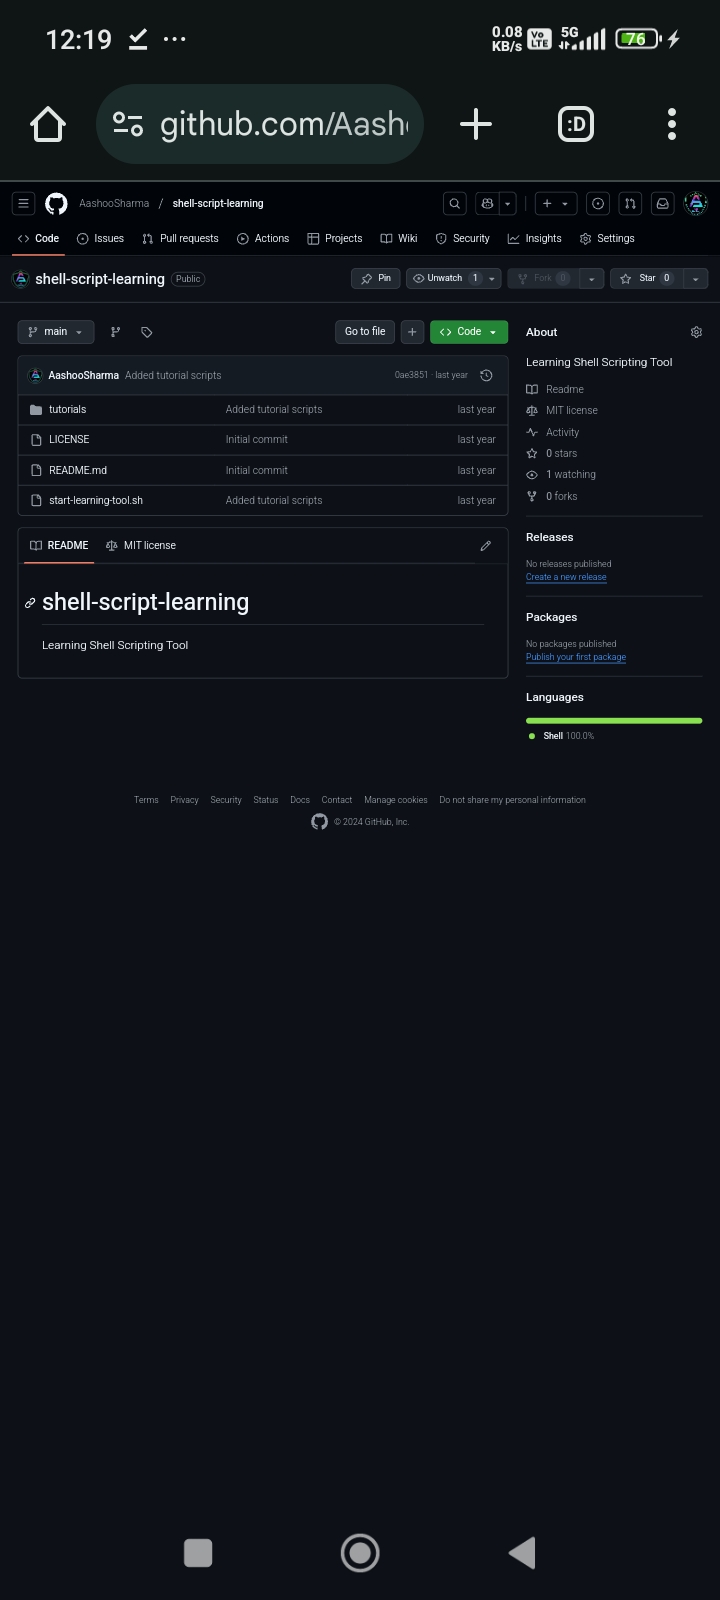 12:19
0.08 KB/s Vo LTE 5G 76
github.com/Aash
:D
AashooSharma / shell-script-learning
Code Issues Pull requests Actions Projects Wiki Security Insights Settings
shell-script-learning Public Pin Unwatch 1 Fork 0 Star 0
main Go to file Code
AashooSharma Added tutorial scripts 0ae3851 · last year
tutorials Added tutorial scripts last year
LICENSE Initial commit last year
README.md Initial commit last year
start-learning-tool.sh Added tutorial scripts last year
README MIT license
shell-script-learning
Learning Shell Scripting Tool
About
Learning Shell Scripting Tool
Readme
MIT license
Activity
0 stars
1 watching
0 forks
Releases
No releases published
Create a new release
Packages
No packages published
Publish your first package
Languages
Shell 100.0%
Terms Privacy Security Status Docs Contact Manage cookies Do not share my personal information
© 2024 GitHub, Inc.